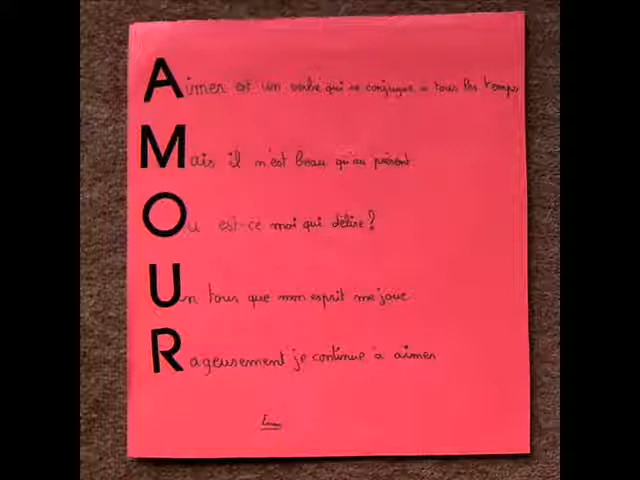 Aimer est un verbe qui se conjugue à tous les temps
Mais il n'est beau qu'au présent
Ou est-ce moi qui délire?
Un tour que mon esprit me joue
Rageusement je continue à aimer